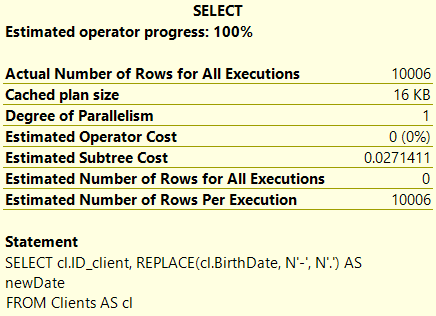 SELECT
Estimated operator progress: 100%
Actual Number of Rows for All Executions 10006
Cached plan size 16 KB
Degree of Parallelism 1
Estimated Operator Cost 0 (0%)
Estimated Subtree Cost 0.0271411
Estimated Number of Rows for All Executions 0
Estimated Number of Rows Per Execution 10006
Statement
SELECT cl.ID_client, REPLACE(cl.BirthDate, N'-', N'.') AS
newDate
FROM Clients AS cl